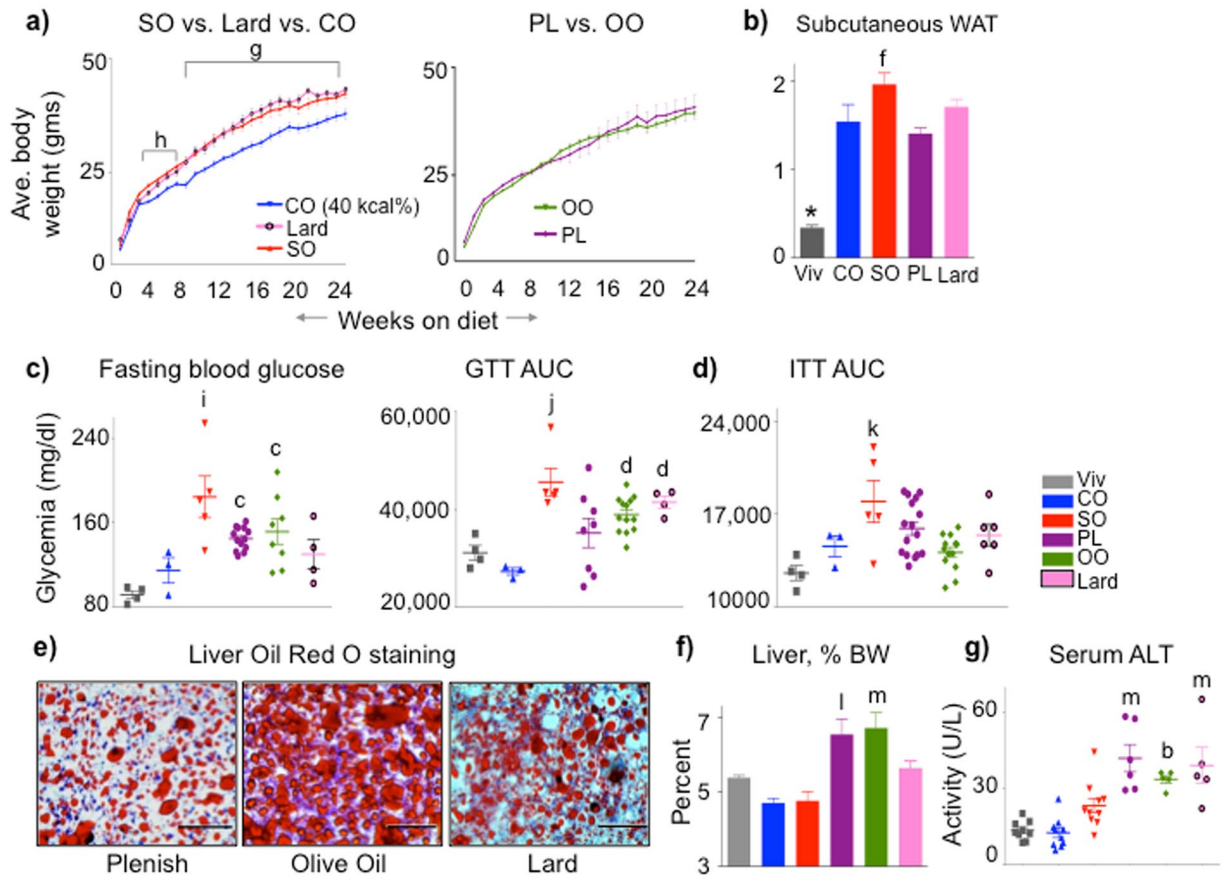 a) SO vs. Lard vs. CO
g
h
50
25
0
Ave. body
weight (gms)
CO (40 kcal%)
Lard
SO
0 4 8 12 16 20 24
PL vs. OO
50
25
0
OO
PL
0 4 8 12 16 20 24
← Weeks on diet →
b) Subcutaneous WAT
f
2
1
0
*
Viv CO SO PL Lard
c) Fasting blood glucose
i
c
c
240
160
80
Glycemia (mg/dl)
GTT AUC
j
d
d
60,000
40,000
20,000
d) ITT AUC
k
24,000
17,000
10000
Viv
CO
SO
PL
OO
Lard
e) Liver Oil Red O staining
Plenish Olive Oil Lard
f) Liver, % BW
l
m
7
5
3
Percent
g) Serum ALT
m
m
b
60
30
0
Activity (U/L)